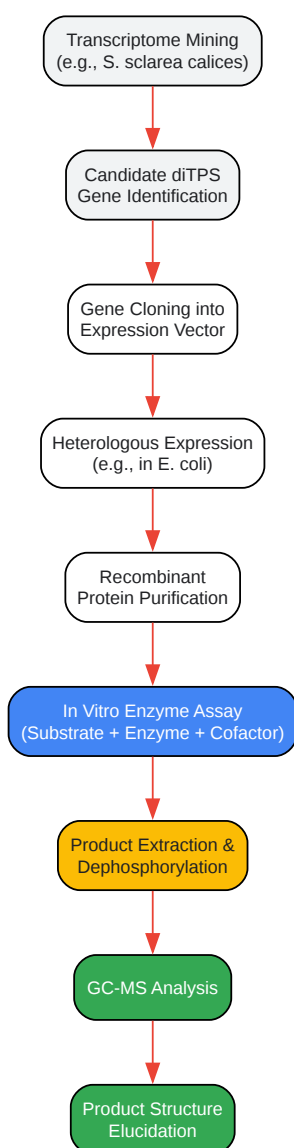 Transcriptome Mining
(e.g., S. sclarea calices)
Candidate diTPS
Gene Identification
Gene Cloning into
Expression Vector
Heterologous Expression
(e.g., in E. coli)
Recombinant
Protein Purification
In Vitro Enzyme Assay
(Substrate + Enzyme + Cofactor)
Product Extraction &
Dephosphorylation
GC-MS Analysis
Product Structure
Elucidation